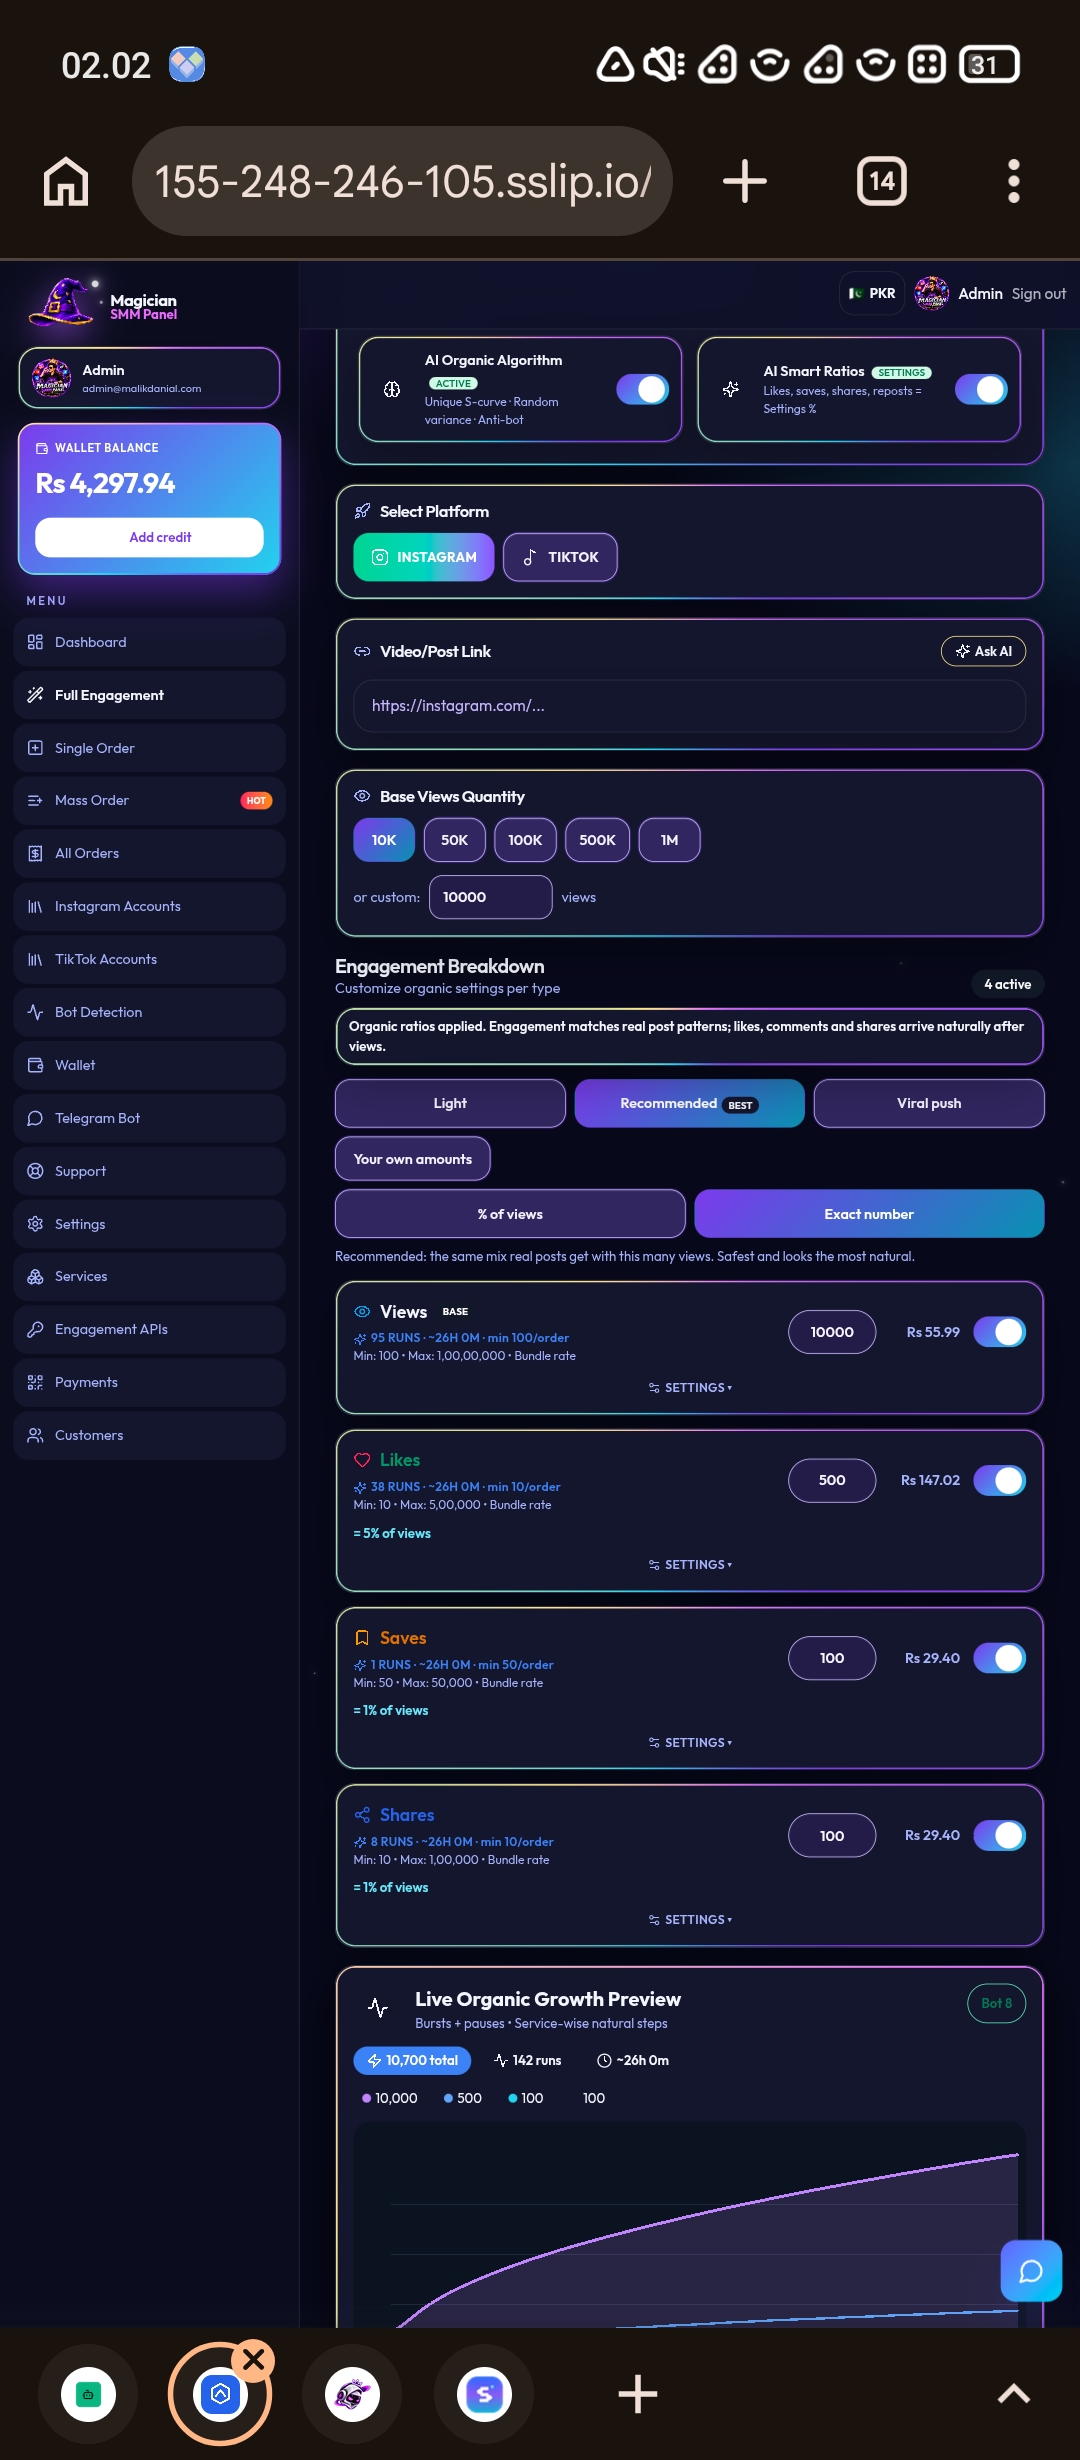 02.02
31
155-248-246-105.sslip.io/
14
Magician
SMM Panel
PKR
Admin
Sign out
Admin
admin@malikdanial.com
WALLET BALANCE
Rs 4,297.94
Add credit
MENU
Dashboard
Full Engagement
Single Order
Mass Order
HOT
All Orders
Instagram Accounts
TikTok Accounts
Bot Detection
Wallet
Telegram Bot
Support
Settings
Services
Engagement APIs
Payments
Customers
AI Organic Algorithm
ACTIVE
Unique S-curve · Random
variance · Anti-bot
AI Smart Ratios SETTINGS
Likes, saves, shares, reposts =
Settings %
Select Platform
INSTAGRAM
TIKTOK
Video/Post Link
Ask AI
https://instagram.com/...
Base Views Quantity
10K
50K
100K
500K
1M
or custom: 10000 views
Engagement Breakdown
Customize organic settings per type
4 active
Organic ratios applied. Engagement matches real post patterns; likes, comments and shares arrive naturally after
views.
Light
Recommended BEST
Viral push
Your own amounts
% of views
Exact number
Recommended: the same mix real posts get with this many views. Safest and looks the most natural.
Views BASE
95 RUNS · ~26H 0M · min 100/order
Min: 100 • Max: 1,00,00,000 • Bundle rate
10000
Rs 55.99
SETTINGS ▾
Likes
38 RUNS · ~26H 0M · min 10/order
Min: 10 • Max: 5,00,000 • Bundle rate
= 5% of views
500
Rs 147.02
SETTINGS ▾
Saves
1 RUNS · ~26H 0M · min 50/order
Min: 50 • Max: 50,000 • Bundle rate
= 1% of views
100
Rs 29.40
SETTINGS ▾
Shares
8 RUNS · ~26H 0M · min 10/order
Min: 10 • Max: 1,00,000 • Bundle rate
= 1% of views
100
Rs 29.40
SETTINGS ▾
Live Organic Growth Preview
Bursts + pauses • Service-wise natural steps
Bot 8
10,700 total
142 runs
~26h 0m
10,000
500
100
100